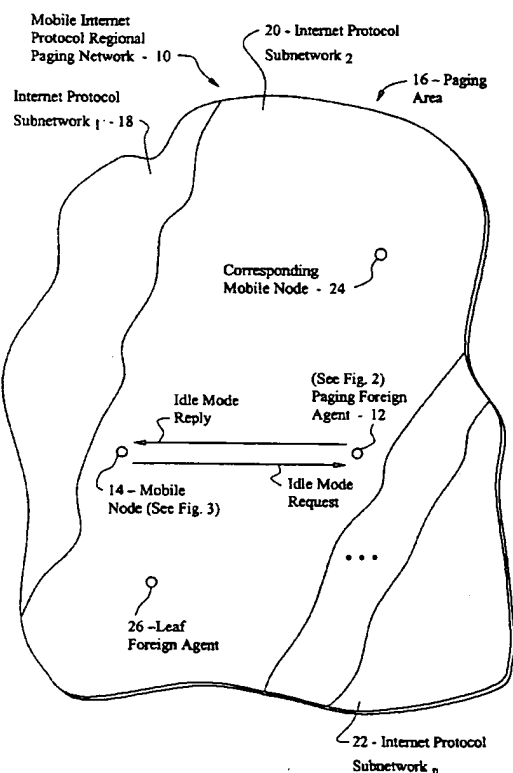 Mobile Internet
Protocol Regional
Paging Network - 10
20 - Internet Protocol
Subnetwork 2
16 - Paging
Area
Internet Protocol
Subnetwork 1 - 18
Corresponding
Mobile Node - 24
(See Fig. 2)
Paging Foreign
Agent - 12
Idle Mode
Reply
14 - Mobile
Node (See Fig. 3)
Idle Mode
Request
• • •
26 -Leaf
Foreign Agent
22 - Internet Protocol
Subnetwork n